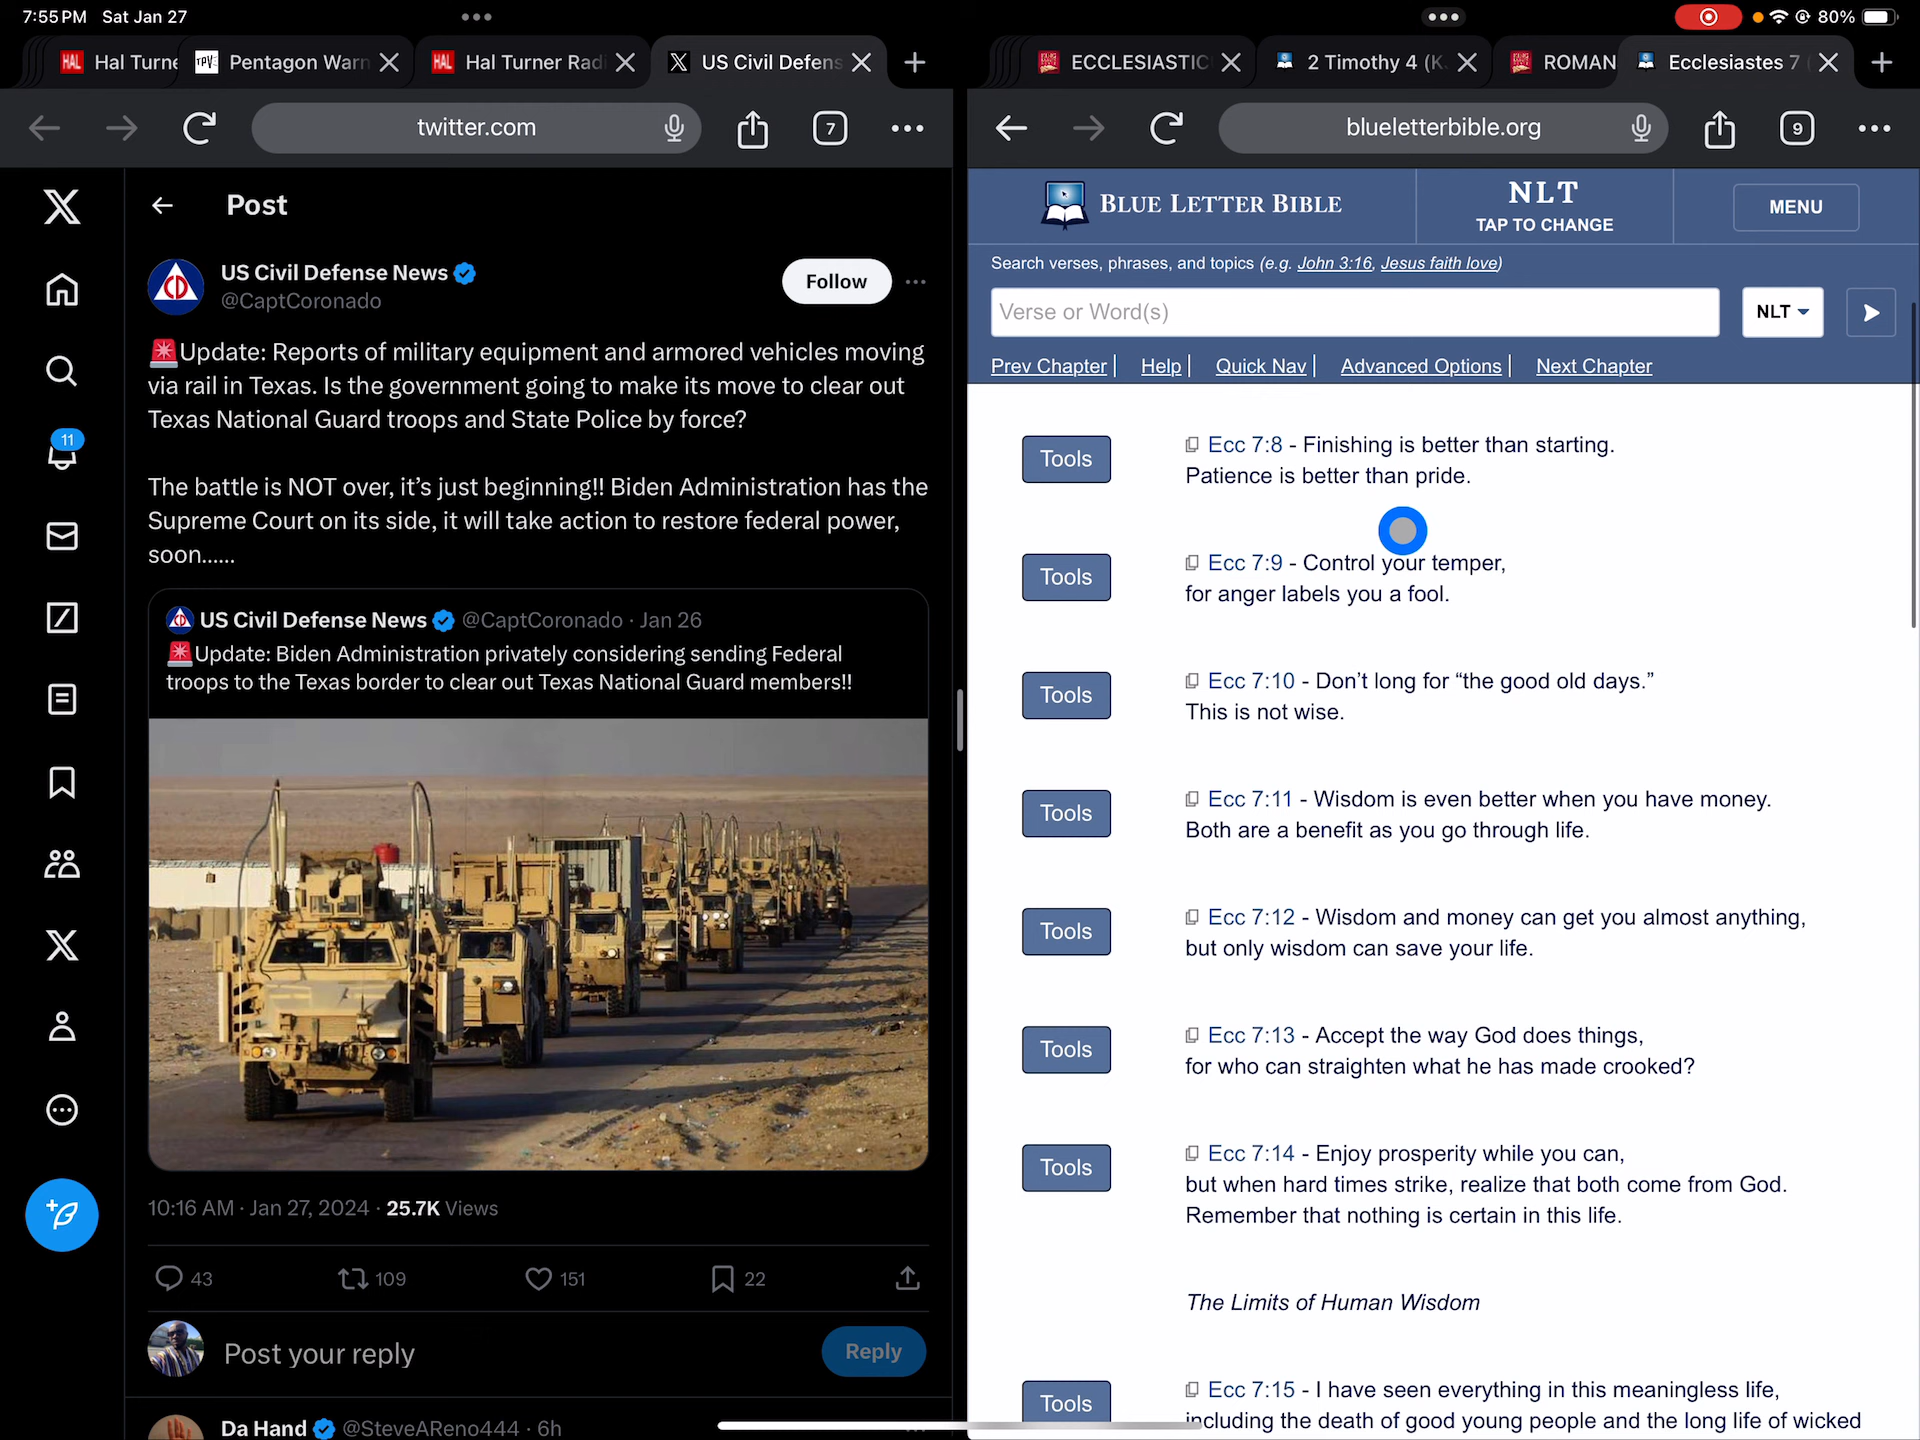 7:55 PM Sat Jan 27
80%
Hal Turne
Pentagon Warn
Hal Turner Rad
US Civil Defens
twitter.com
7
Post
US Civil Defense News
@CaptCoronado
Follow
Update: Reports of military equipment and armored vehicles moving
via rail in Texas. Is the government going to make its move to clear out
Texas National Guard troops and State Police by force?
The battle is NOT over, it's just beginning!! Biden Administration has the
Supreme Court on its side, it will take action to restore federal power,
soon......
US Civil Defense News @CaptCoronado · Jan 26
Update: Biden Administration privately considering sending Federal
troops to the Texas border to clear out Texas National Guard members!!
10:16 AM · Jan 27, 2024 · 25.7K Views
43 109 151 22
Post your reply
Reply
Da Hand @SteveAReno444 · 6h
11
ECCLESIASTIC
2 Timothy 4 (K
ROMAN
Ecclesiastes 7
blueletterbible.org
9
BLUE LETTER BIBLE
NLT
TAP TO CHANGE
MENU
Search verses, phrases, and topics (e.g. John 3:16, Jesus faith love)
Verse or Word(s)
NLT
Prev Chapter | Help | Quick Nav | Advanced Options | Next Chapter
Tools
Ecc 7:8 - Finishing is better than starting.
Patience is better than pride.
Tools
Ecc 7:9 - Control your temper,
for anger labels you a fool.
Tools
Ecc 7:10 - Don't long for “the good old days.”
This is not wise.
Tools
Ecc 7:11 - Wisdom is even better when you have money.
Both are a benefit as you go through life.
Tools
Ecc 7:12 - Wisdom and money can get you almost anything,
but only wisdom can save your life.
Tools
Ecc 7:13 - Accept the way God does things,
for who can straighten what he has made crooked?
Tools
Ecc 7:14 - Enjoy prosperity while you can,
but when hard times strike, realize that both come from God.
Remember that nothing is certain in this life.
The Limits of Human Wisdom
Tools
Ecc 7:15 - I have seen everything in this meaningless life,
including the death of good young people and the long life of wicked